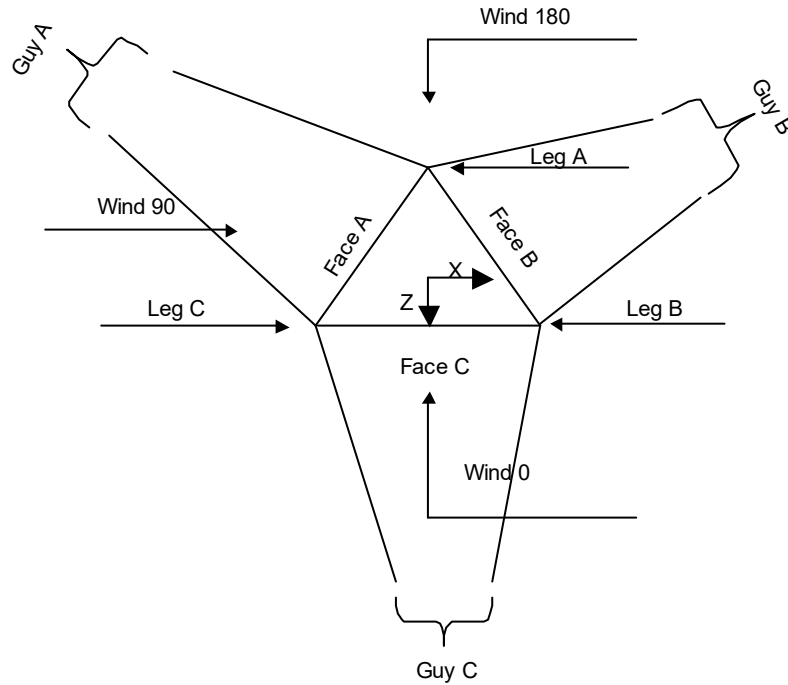 Wind 180
Guy A
Guy B
Leg A
Wind 90
Face A
Face B
X
Z
Leg C
Leg B
Face C
Wind 0
Guy C